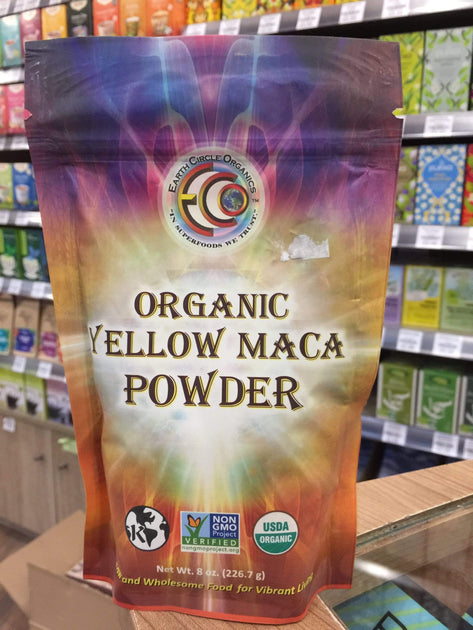 EARTH CIRCLE ORGANICS
ECO
TM
"IN SUPERFOODS WE TRUST"
ORGANIC
YELLOW MACA
POWDER
K
NON
GMO
Project
VERIFIED
nongmoproject.org
USDA
ORGANIC
Net Wt. 8 oz. (226.7 g)
and Wholesome Food for Vibrant